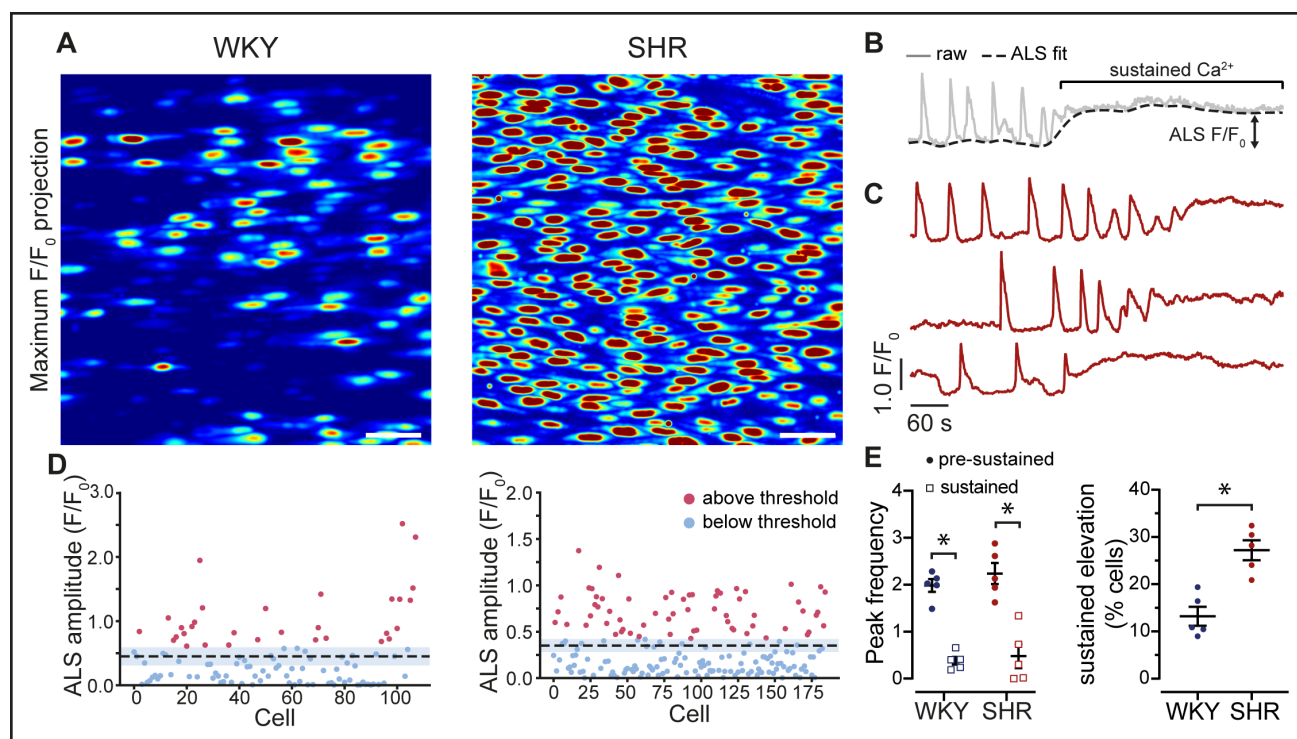 A
WKY
SHR
Maximum F/F₀ projection
B
raw
ALS fit
sustained Ca²⁺
ALS F/F₀
C
1.0 F/F₀
60 s
D
ALS amplitude (F/F₀)
3.0
2.0
1.0
0.0
0 20 40 60 80 100
Cell
ALS amplitude (F/F₀)
2.0
1.5
1.0
0.5
0.0
0 25 50 75 100 125 150 175
Cell
above threshold
below threshold
E
pre-sustained
sustained
Peak frequency
4
3
2
1
0
* *
WKY SHR
sustained elevation
(% cells)
40
30
20
10
0
*
WKY SHR